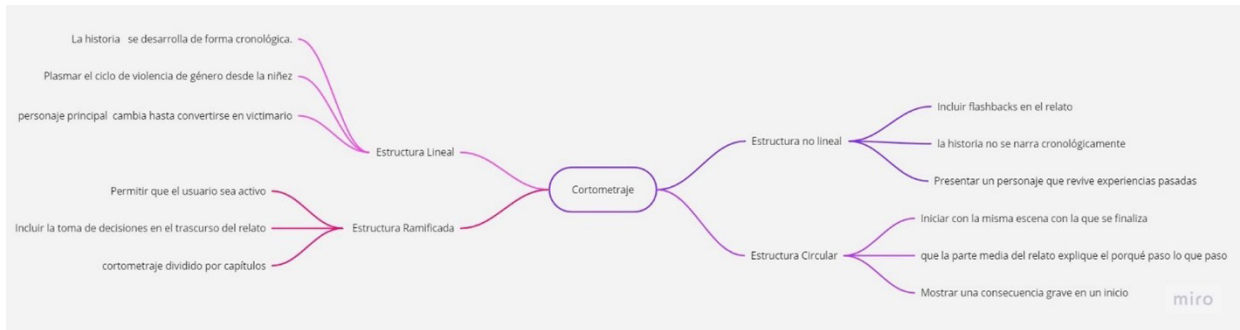 La historia se desarrolla de forma cronológica.
Plasmar el ciclo de violencia de género desde la niñez
personaje principal cambia hasta convertirse en victimario
Estructura Lineal
Permitir que el usuario sea activo
Incluir la toma de decisiones en el trascurso del relato
cortometraje dividido por capítulos
Estructura Ramificada
Cortometraje
Estructura no lineal
Incluir flashbacks en el relato
la historia no se narra cronológicamente
Presentar un personaje que revive experiencias pasadas
Estructura Circular
Iniciar con la misma escena con la que se finaliza
que la parte media del relato explique el porqué paso lo que paso
Mostrar una consecuencia grave en un inicio
miro